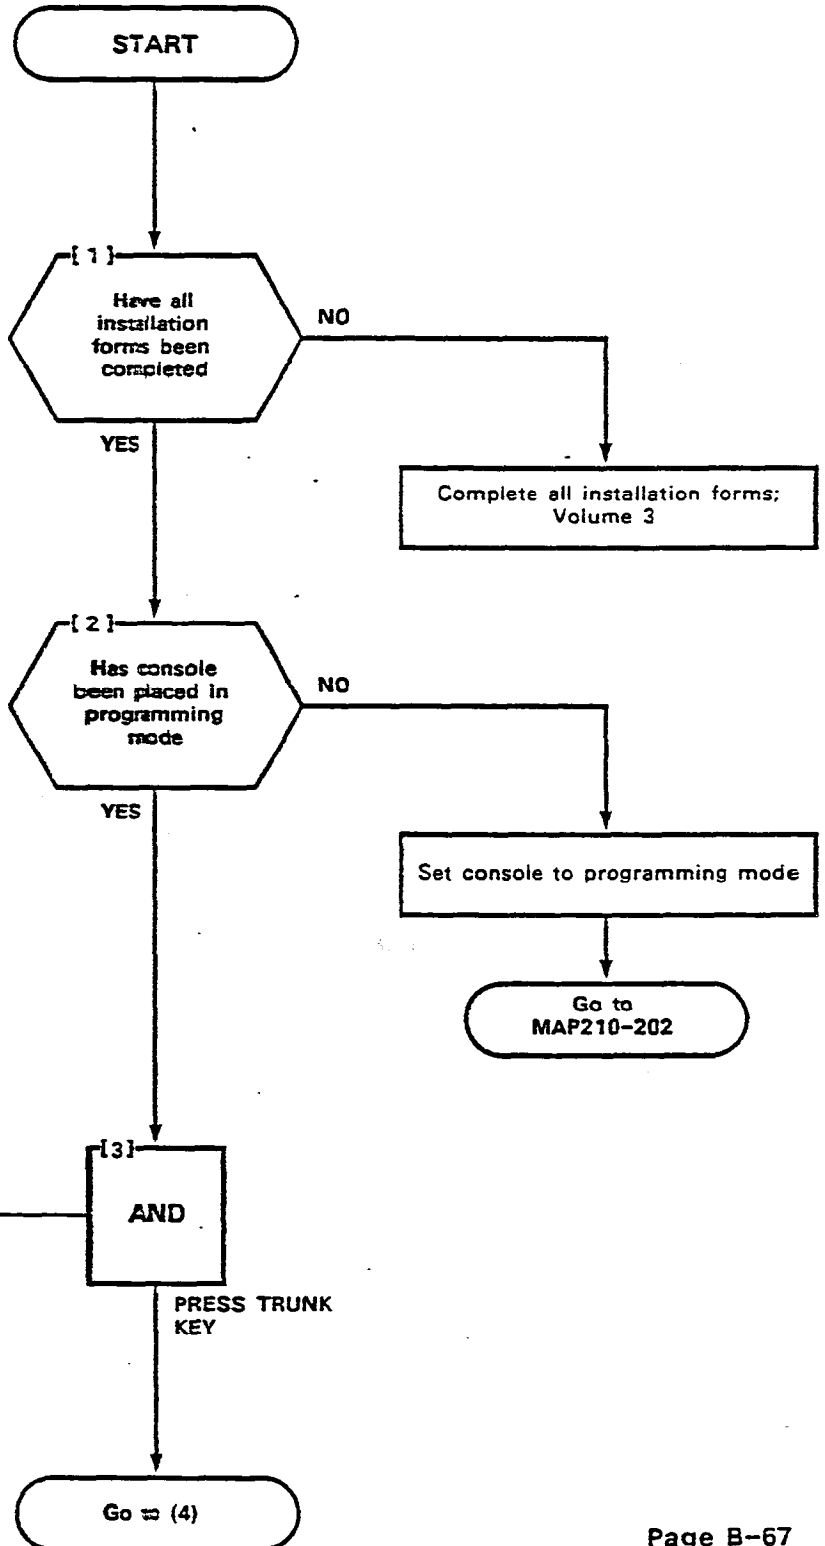 START
[ 1 ]
Have all
installation
forms been
completed
NO
YES
Complete all installation forms;
Volume 3
[ 2 ]
Has console
been placed in
programming
mode
NO
YES
Set console to programming mode
Go to
MAP210-202
[3]
AND
PRESS TRUNK
KEY
Go to (4)
Page B-67